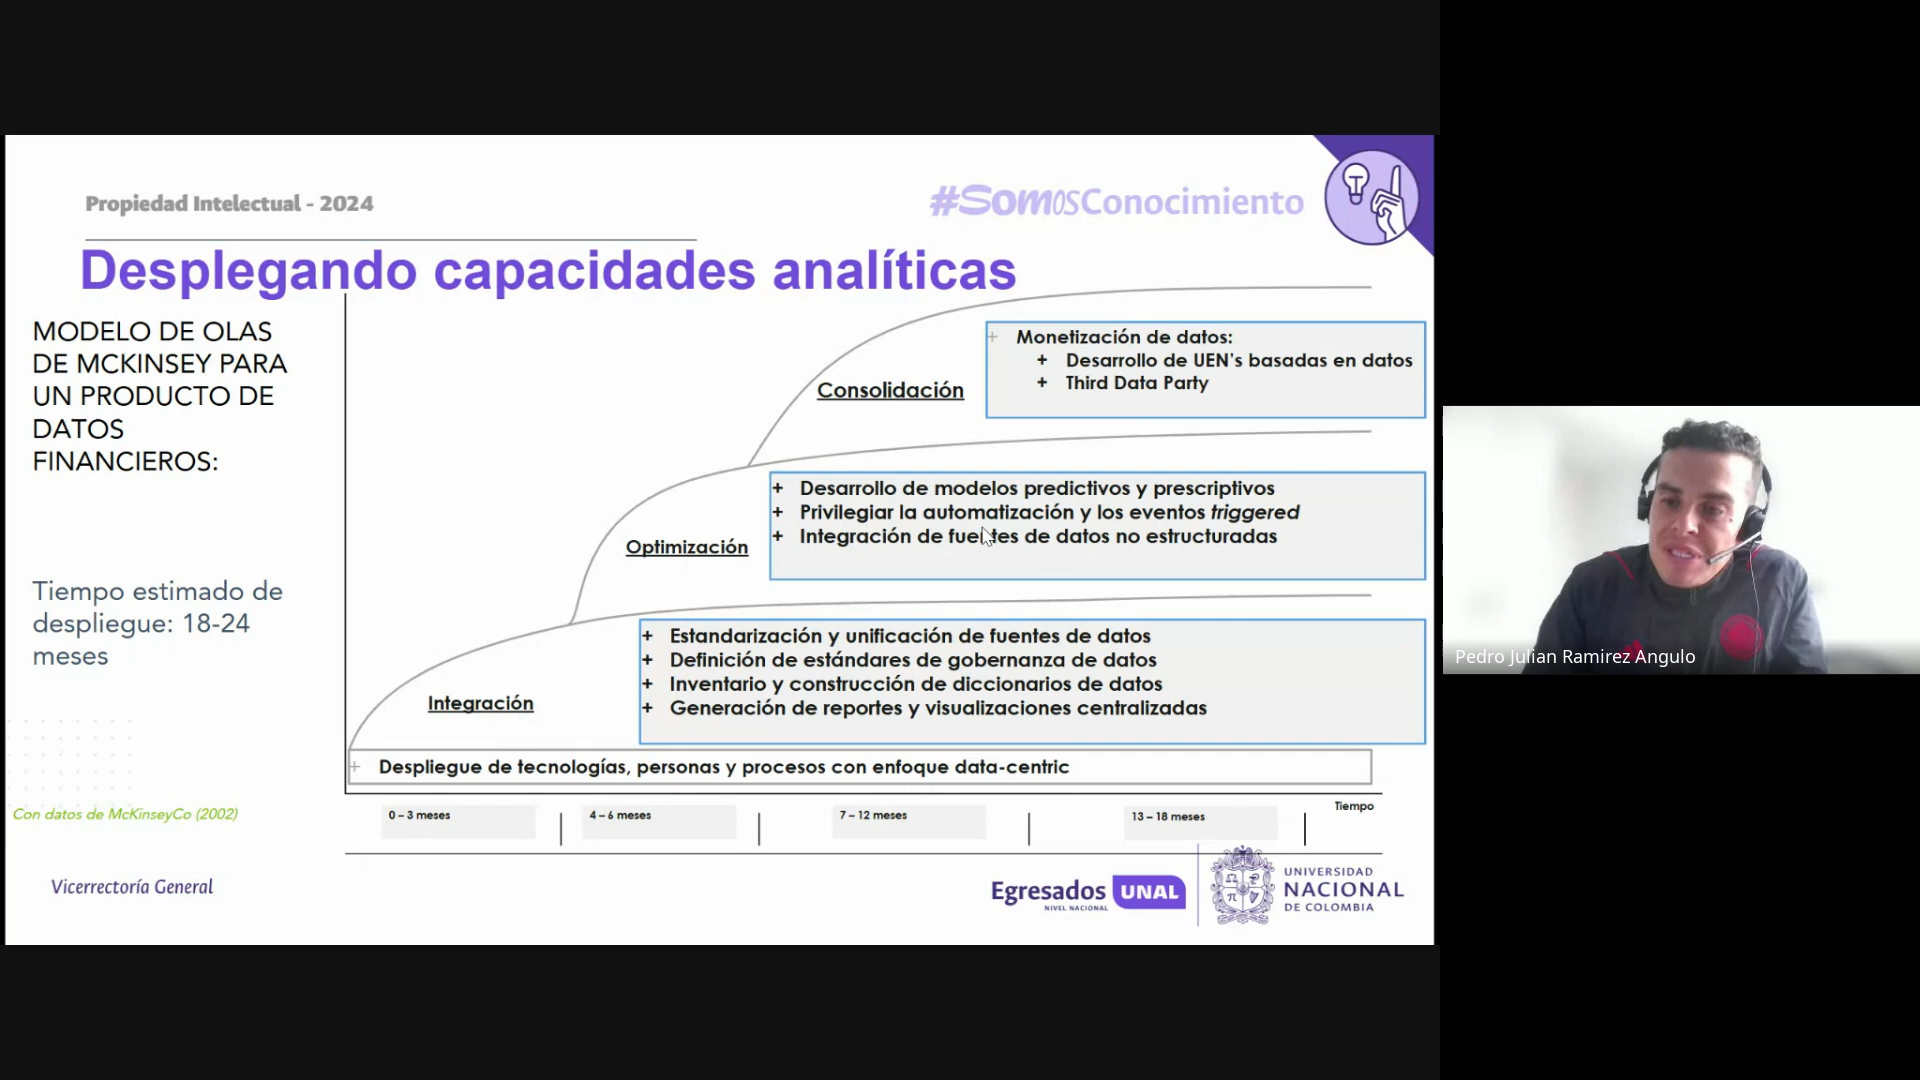 Propiedad Intelectual - 2024
#SomosConocimiento
Desplegando capacidades analíticas
MODELO DE OLAS
DE MCKINSEY PARA
UN PRODUCTO DE
DATOS
FINANCIEROS:
Tiempo estimado de
despliegue: 18-24
meses
Con datos de McKinseyCo (2002)
+ Monetización de datos:
+ Desarrollo de UEN's basadas en datos
+ Third Data Party
Consolidación
+ Desarrollo de modelos predictivos y prescriptivos
+ Privilegiar la automatización y los eventos triggered
+ Integración de fuentes de datos no estructuradas
Optimización
+ Estandarización y unificación de fuentes de datos
+ Definición de estándares de gobernanza de datos
+ Inventario y construcción de diccionarios de datos
+ Generación de reportes y visualizaciones centralizadas
Integración
+ Despliegue de tecnologías, personas y procesos con enfoque data-centric
0 – 3 meses
4 – 6 meses
7 – 12 meses
13 – 18 meses
Tiempo
Vicerrectoría General
Egresados UNAL
NIVEL NACIONAL
UNIVERSIDAD
NACIONAL
DE COLOMBIA
Pedro Julian Ramirez Angulo